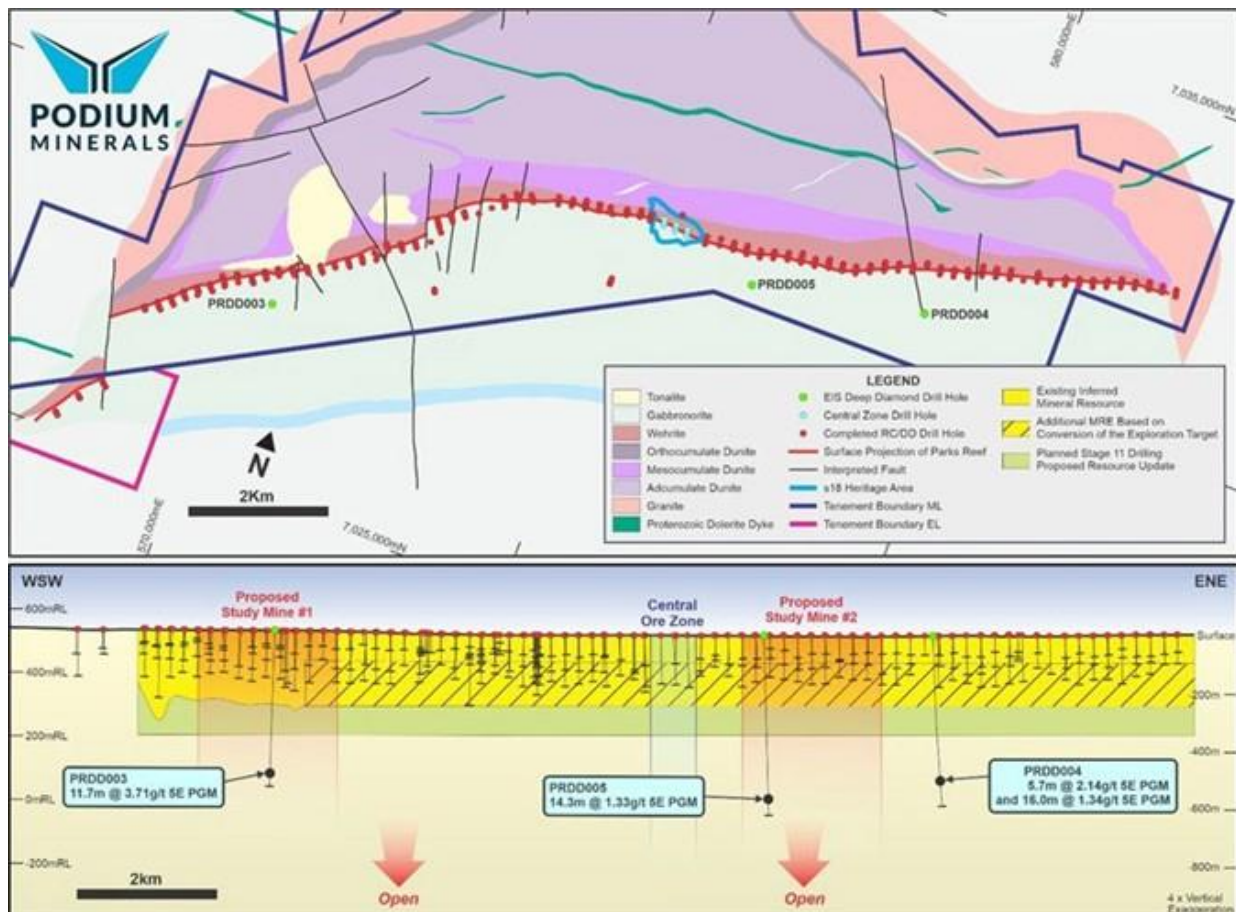 PODIUM
MINERALS
580,000mE
7,035,000mN
PRDD003
PRDD005
PRDD004
N
2Km
570,000mE
7,025,000mN
LEGEND
Tonalite
Gabbronorite
Wehrlite
Orthocumulate Dunite
Mesocumulate Dunite
Adcumulate Dunite
Granite
Proterozoic Dolerite Dyke
EIS Deep Diamond Drill Hole
Central Zone Drill Hole
Completed RC/DD Drill Hole
Surface Projection of Parks Reef
Interpreted Fault
s18 Heritage Area
Tenement Boundary ML
Tenement Boundary EL
Existing Inferred
Mineral Resource
Additional MRE Based on
Conversion of the Exploration Target
Planned Stage 11 Drilling
Proposed Resource Update
WSW
ENE
Proposed
Study Mine #1
Central
Ore Zone
Proposed
Study Mine #2
600mRL
400mRL
200mRL
0mRL
-200mRL
Surface
-200m
-400m
-600m
-800m
PRDD003
11.7m @ 3.71g/t 5E PGM
PRDD005
14.3m @ 1.33g/t 5E PGM
PRDD004
5.7m @ 2.14g/t 5E PGM
and 16.0m @ 1.34g/t 5E PGM
2km
Open
Open
4 x Vertical
Exaggeration